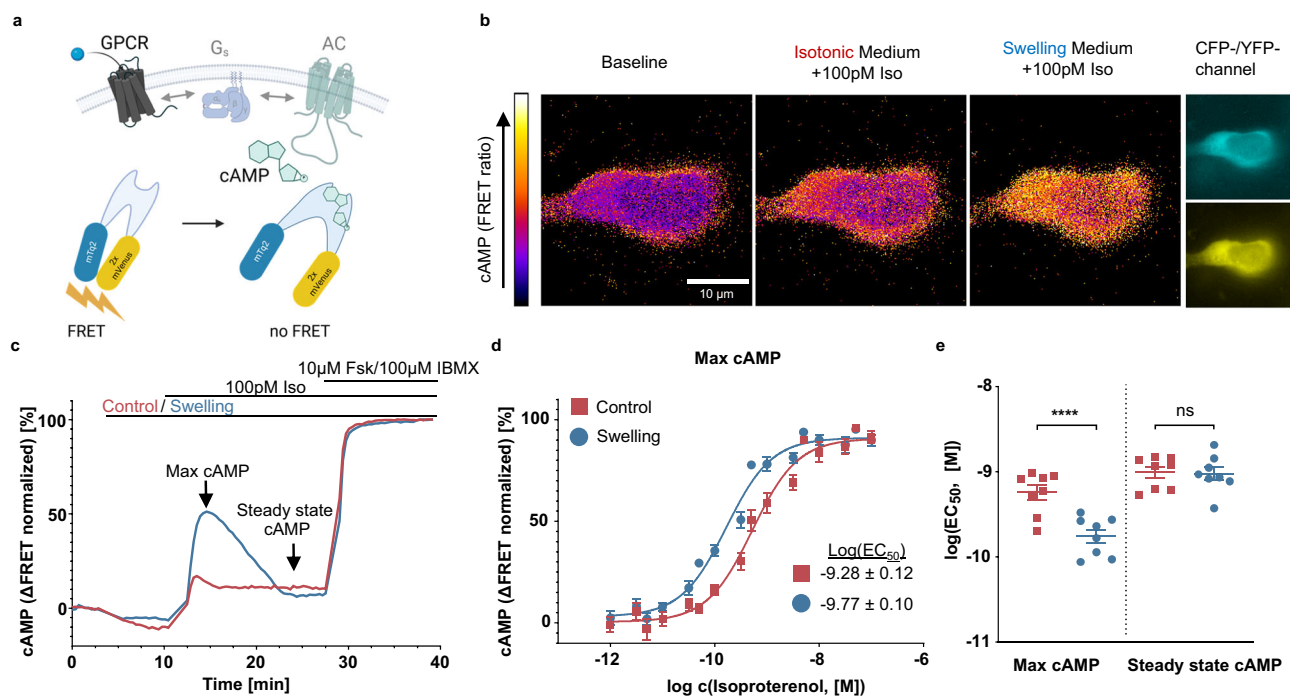 a
GPCR
Gs
AC
cAMP
mTq2
2x
mVenus
mTq2
2x
mVenus
FRET
no FRET
b
Baseline
Isotonic Medium
+100pM Iso
Swelling Medium
+100pM Iso
CFP-/YFP-
channel
cAMP (FRET ratio)
10 µm
c
10µM Fsk/100µM IBMX
100pM Iso
Control / Swelling
Max cAMP
Steady state
cAMP
cAMP (ΔFRET normalized) [%]
100
50
0
0
10
20
30
40
Time [min]
d
Max cAMP
Control
Swelling
Log(EC50)
-9.28 ± 0.12
-9.77 ± 0.10
cAMP (ΔFRET normalized) [%]
100
50
0
-12
-10
-8
-6
log c(Isoproterenol, [M])
e
****
ns
log(EC50, [M])
-8
-9
-10
-11
Max cAMP
Steady state cAMP